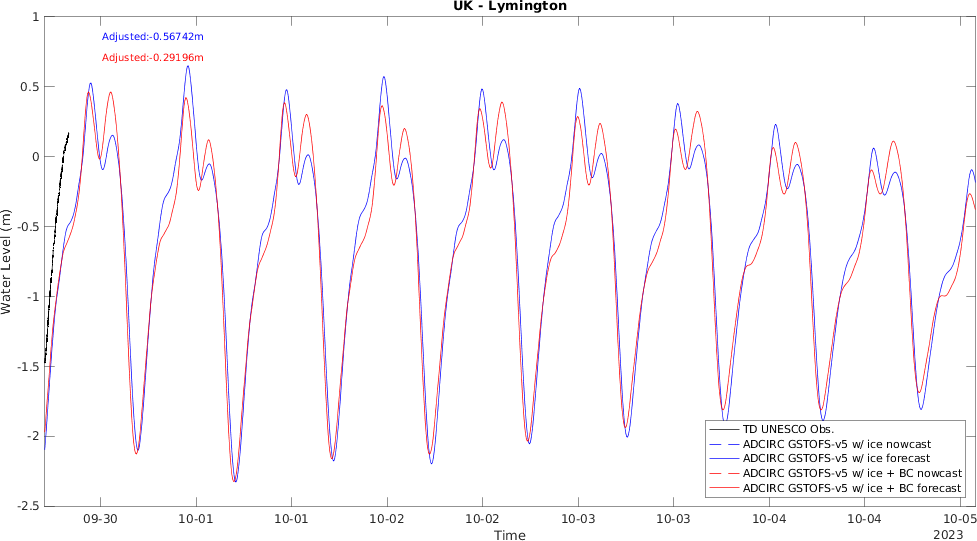 UK - Lymington
Adjusted:-0.56742m
Adjusted:-0.29196m
Water Level (m)
1
0.5
0
-0.5
-1
-1.5
-2
-2.5
TD UNESCO Obs.
ADCIRC GSTOFS-v5 w/ ice nowcast
ADCIRC GSTOFS-v5 w/ ice forecast
ADCIRC GSTOFS-v5 w/ ice + BC nowcast
ADCIRC GSTOFS-v5 w/ ice + BC forecast
09-30 10-01 10-01 10-02 10-02 10-03 10-03 10-04 10-04 10-05
Time
2023